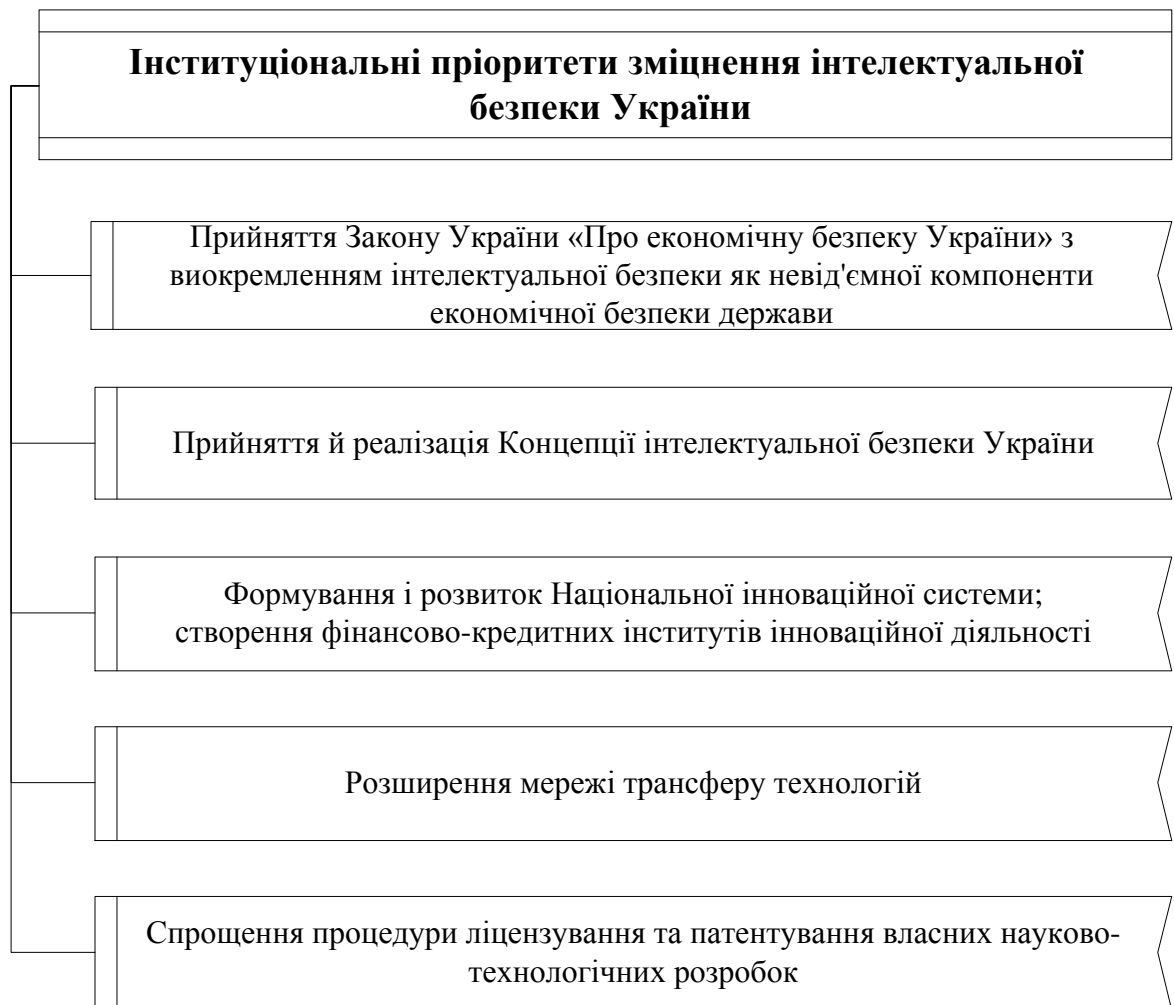 Інституціональні пріоритети зміцнення інтелектуальної
безпеки України
Прийняття Закону України «Про економічну безпеку України» з
виокремленням інтелектуальної безпеки як невід'ємної компоненти
економічної безпеки держави
Прийняття й реалізація Концепції інтелектуальної безпеки України
Формування і розвиток Національної інноваційної системи;
створення фінансово-кредитних інститутів інноваційної діяльності
Розширення мережі трансферу технологій
Спрощення процедури ліцензування та патентування власних науково-
технологічних розробок